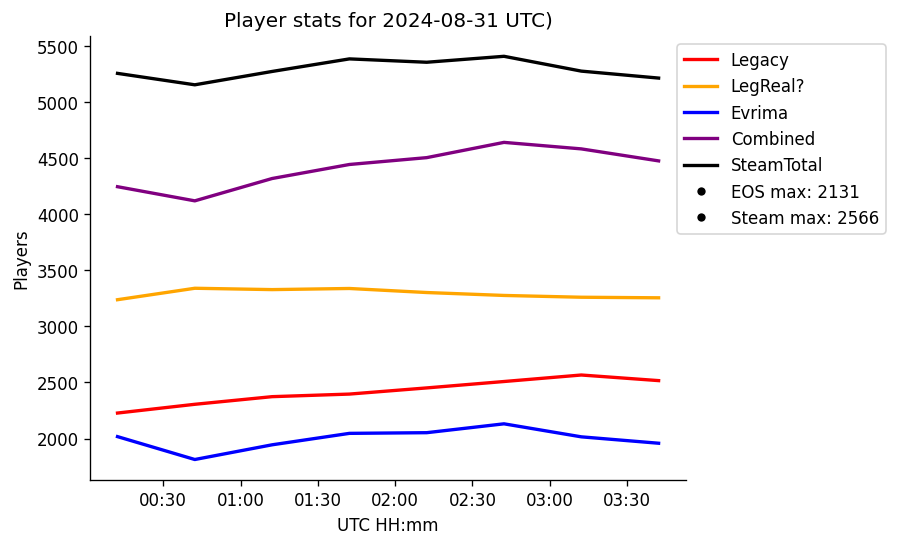 Player stats for 2024-08-31 UTC)
5500
5000
4500
4000
3500
3000
2500
2000
Players
00:30 01:00 01:30 02:00 02:30 03:00 03:30
UTC HH:mm
Legacy
LegReal?
Evrima
Combined
SteamTotal
EOS max: 2131
Steam max: 2566